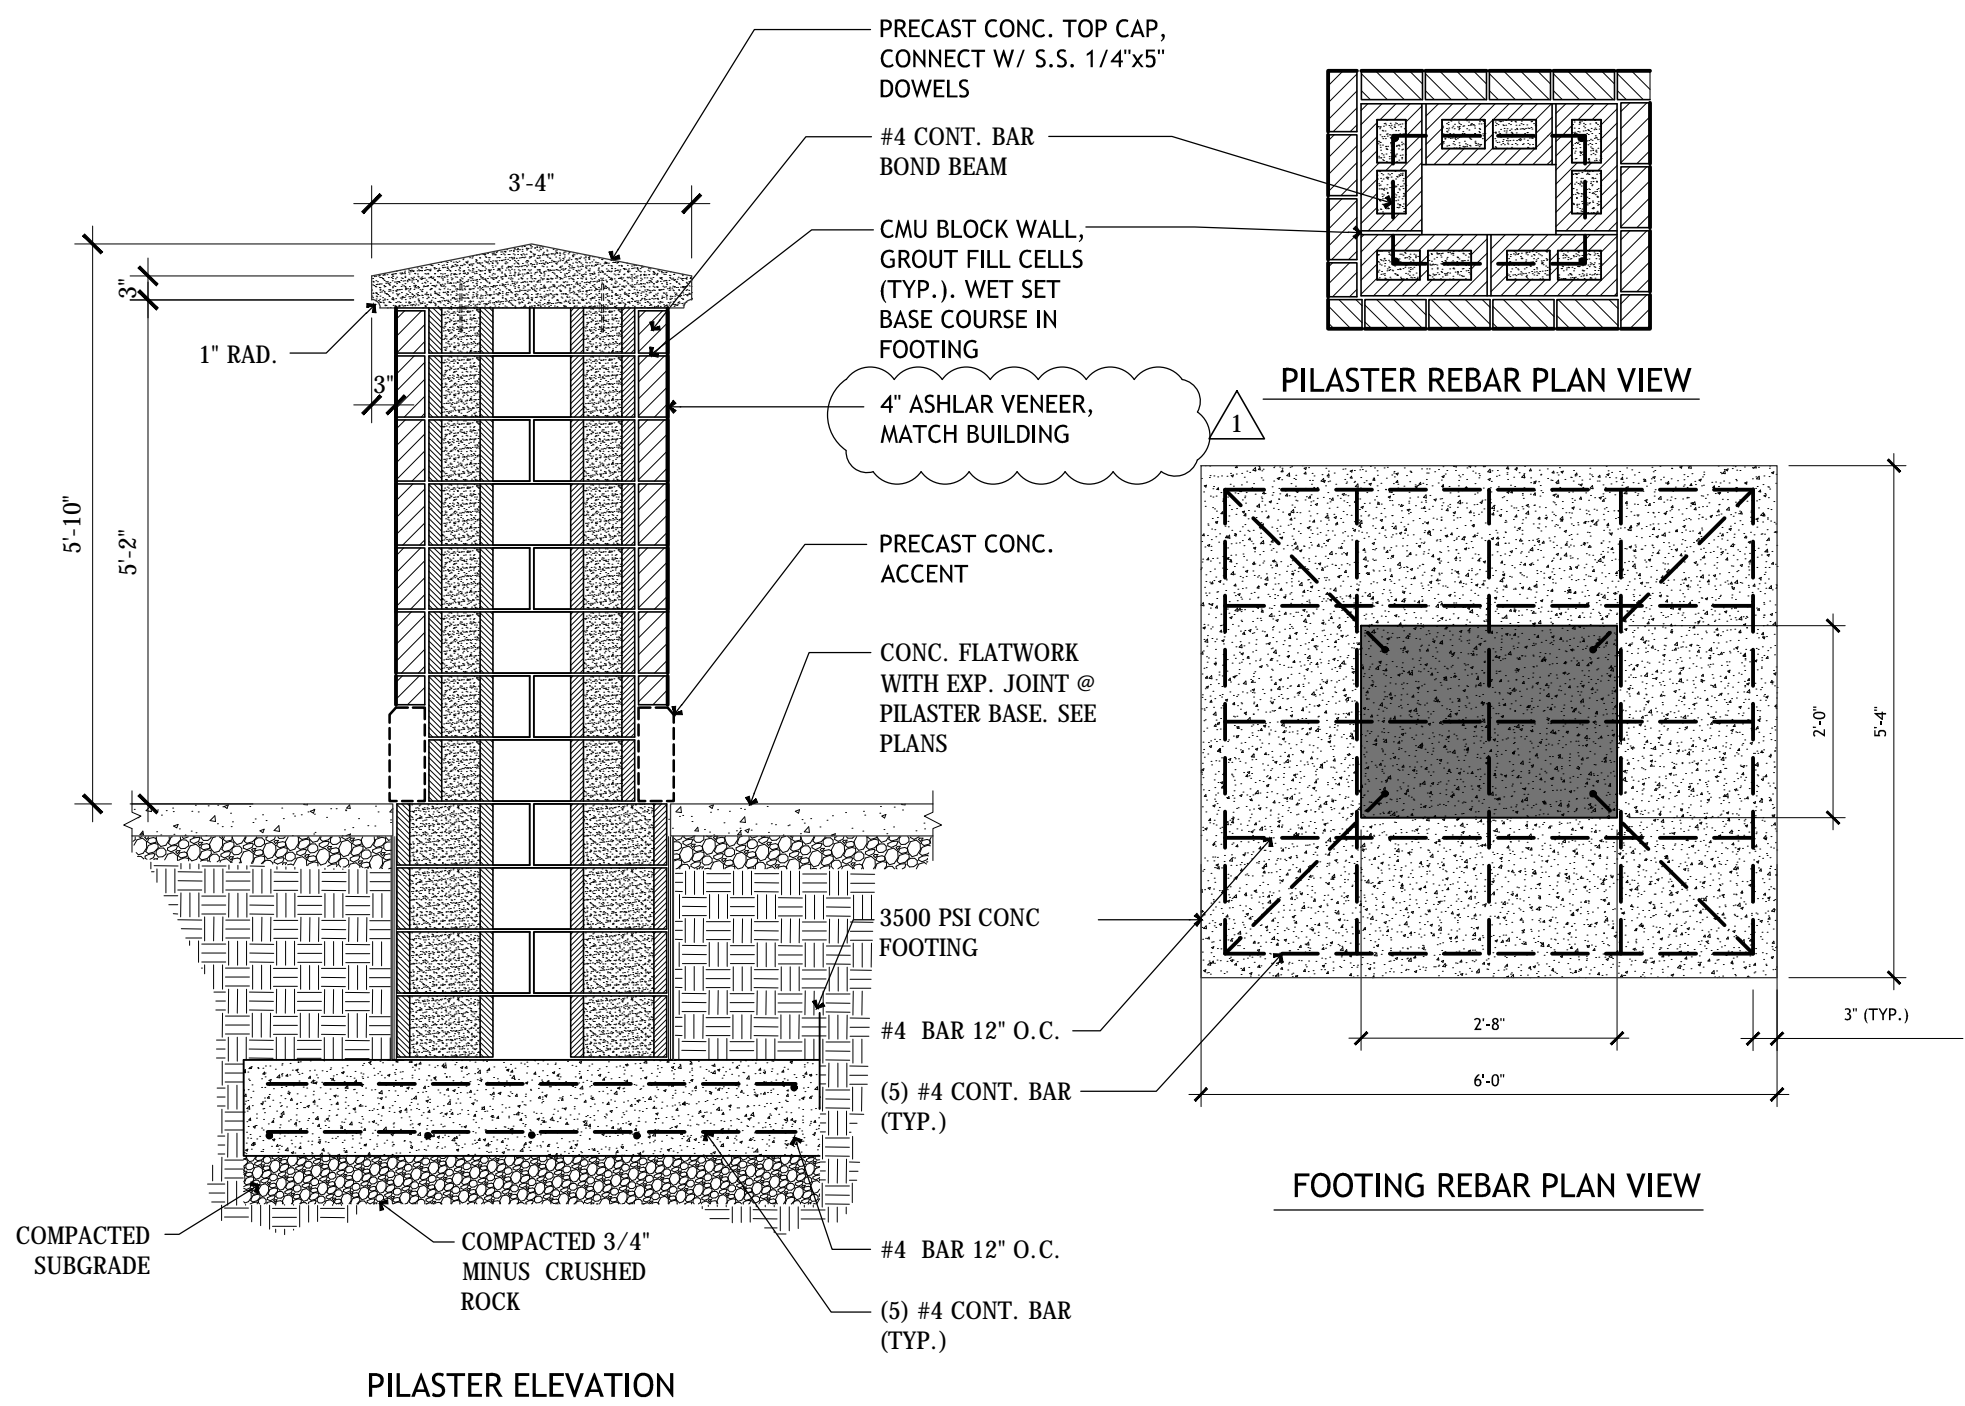 PRECAST CONC. TOP CAP,
CONNECT W/ S.S. 1/4"x5"
DOWELS
#4 CONT. BAR
BOND BEAM
3'-4"
CMU BLOCK WALL,
GROUT FILL CELLS
(TYP.). WET SET
BASE COURSE IN
FOOTING
3"
1" RAD.
3"
PILASTER REBAR PLAN VIEW
4" ASHLAR VENEER,
MATCH BUILDING
1
5'-10"
5'-2"
PRECAST CONC.
ACCENT
CONC. FLATWORK
WITH EXP. JOINT @
PILASTER BASE. SEE
PLANS
2'-0"
5'-4"
3500 PSI CONC
FOOTING
#4 BAR 12" O.C.
2'-8"
3" (TYP.)
(5) #4 CONT. BAR
(TYP.)
6'-0"
FOOTING REBAR PLAN VIEW
COMPACTED
SUBGRADE
COMPACTED 3/4"
MINUS CRUSHED
ROCK
#4 BAR 12" O.C.
(5) #4 CONT. BAR
(TYP.)
PILASTER ELEVATION